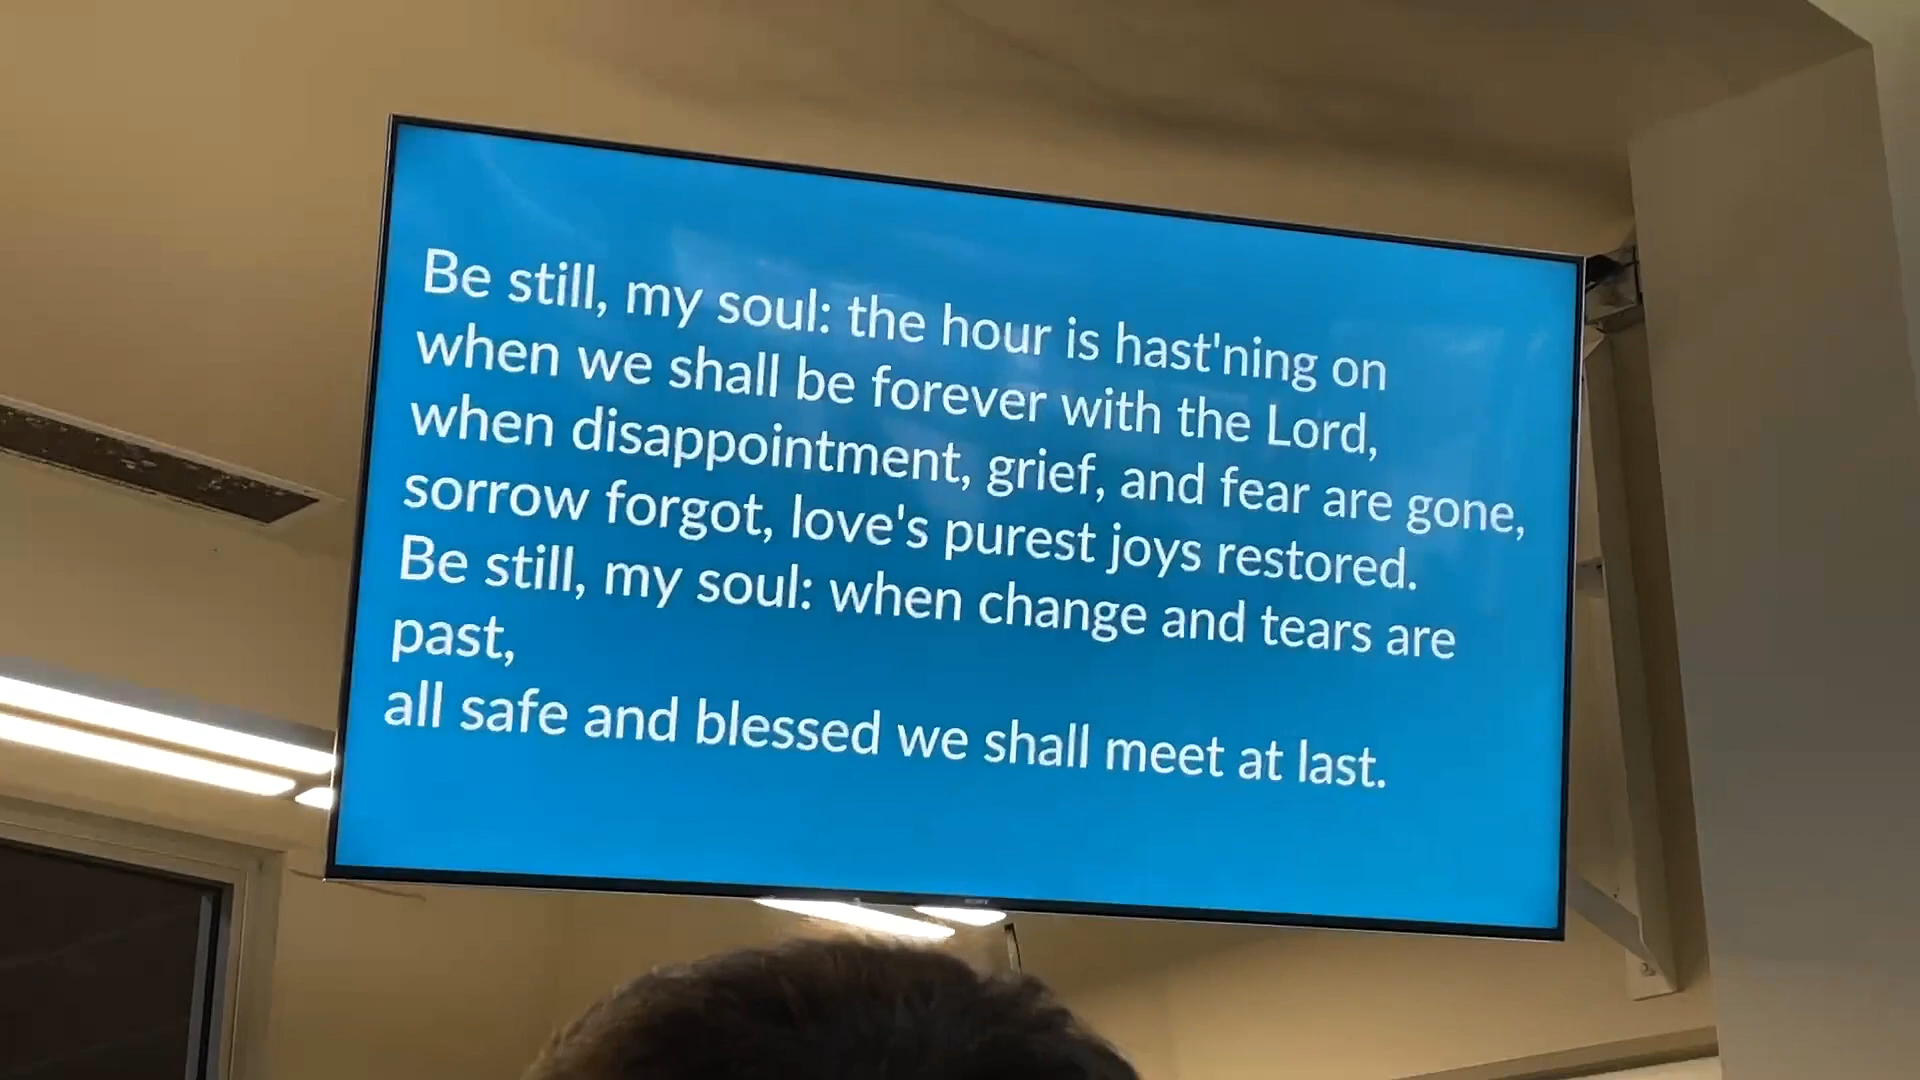 Be still, my soul: the hour is hast'ning on
when we shall be forever with the Lord,
when disappointment, grief, and fear are gone,
sorrow forgot, love's purest joys restored.
Be still, my soul: when change and tears are
past,
all safe and blessed we shall meet at last.
SONY